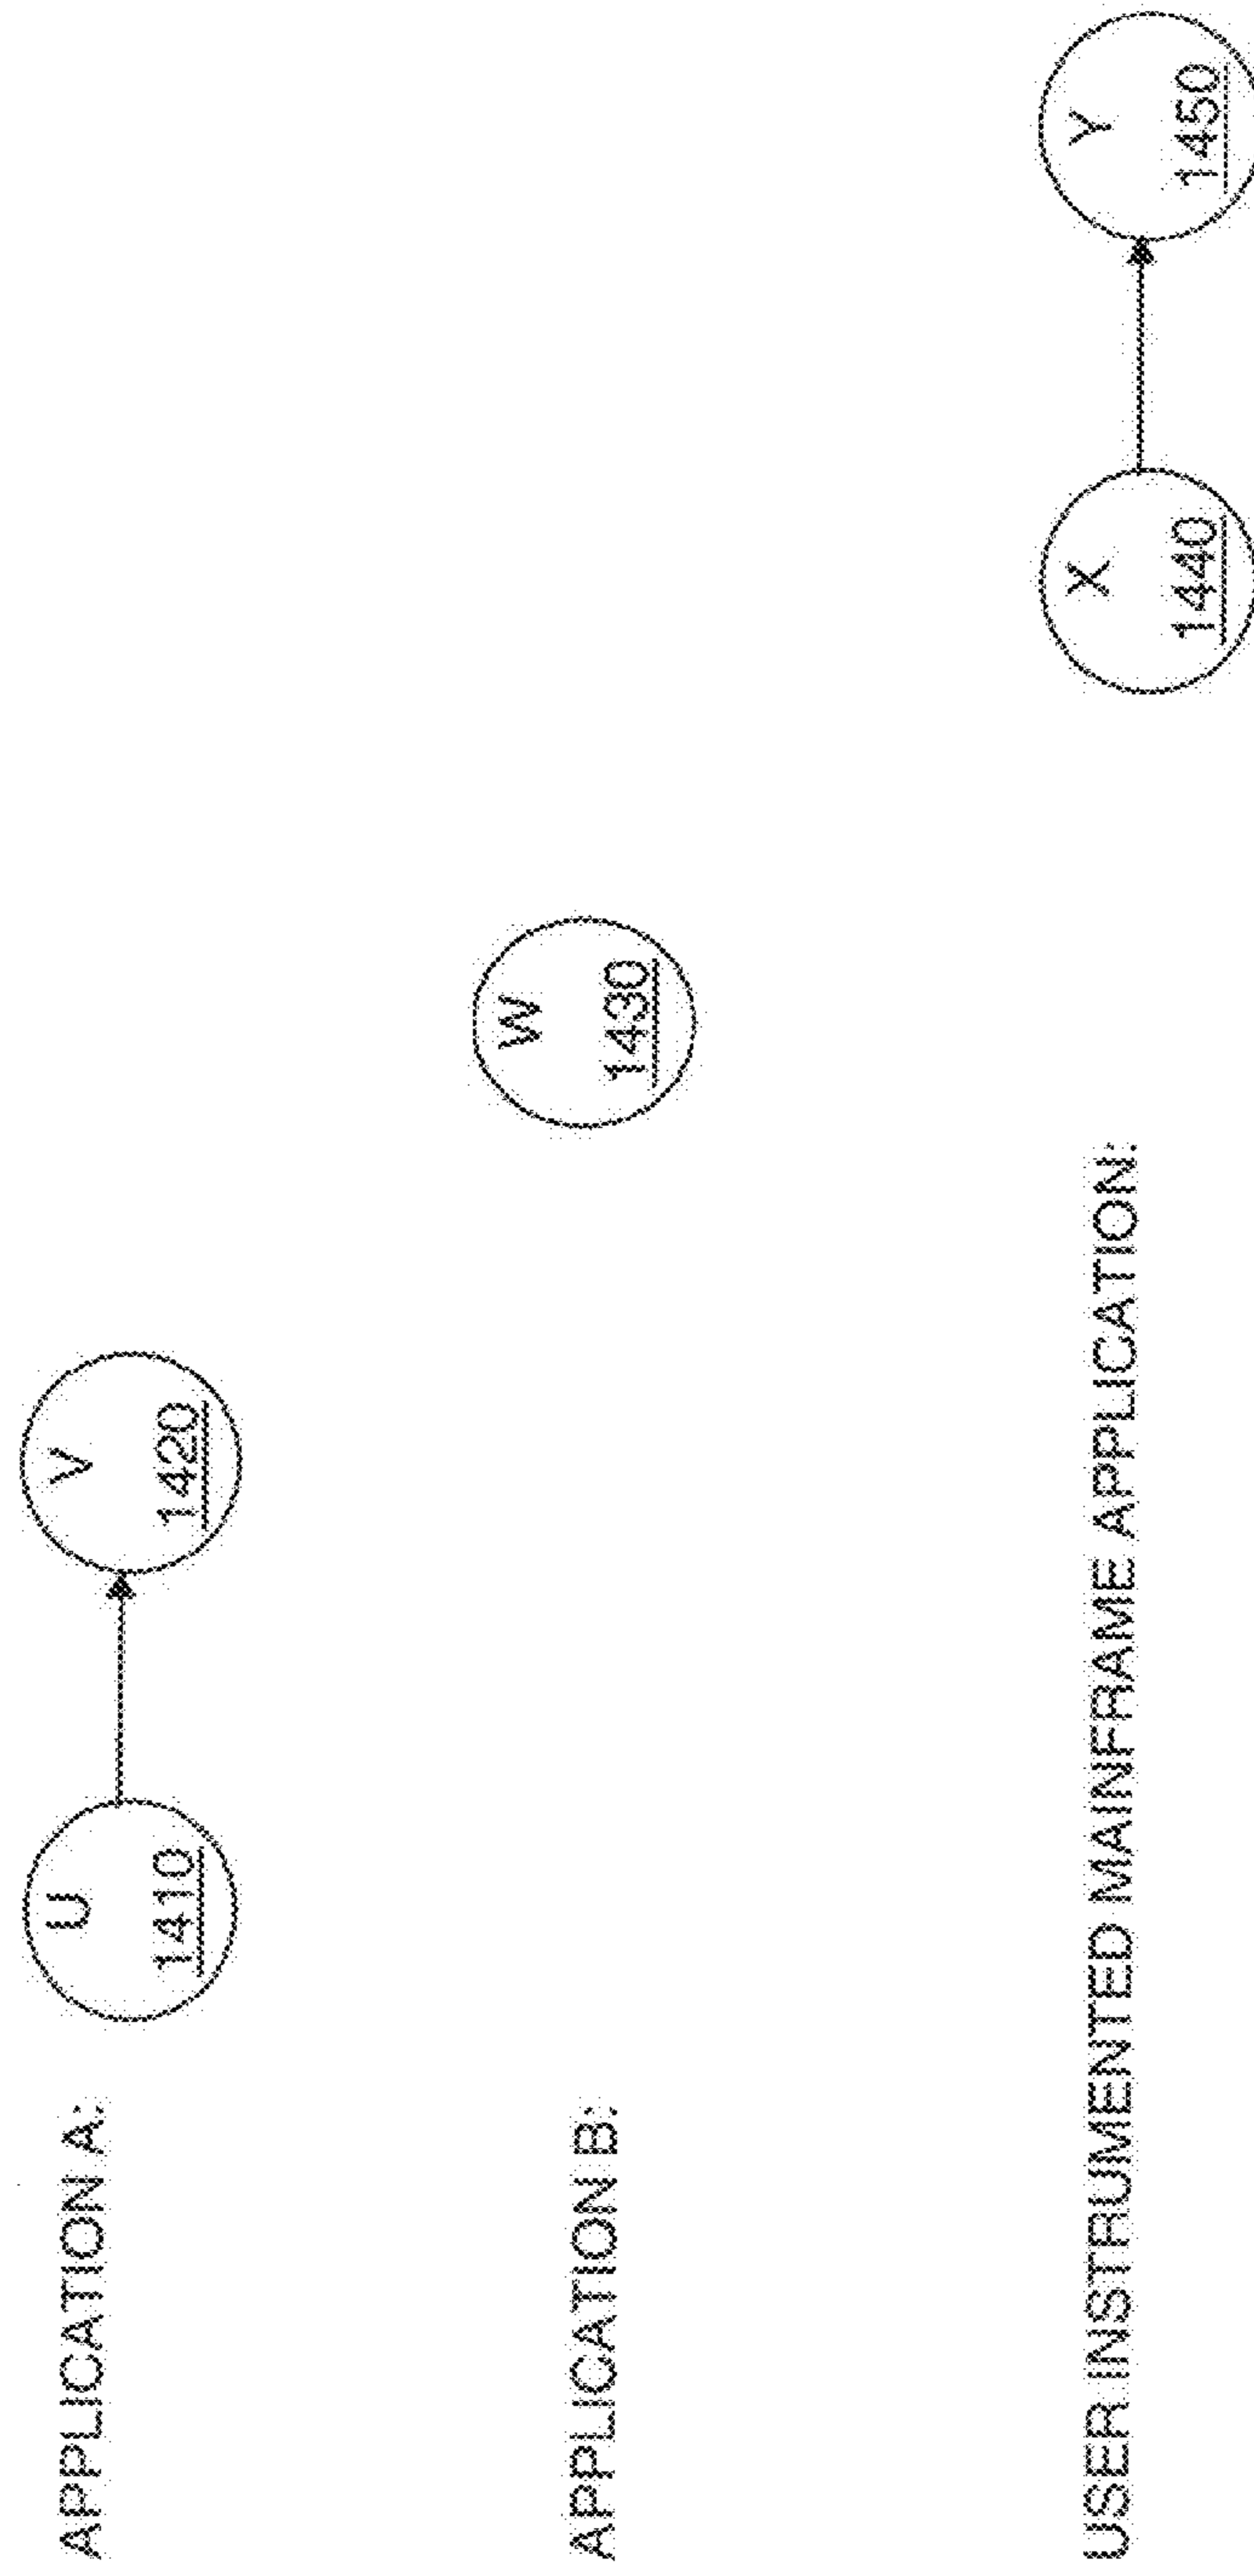 APPLICATION A:
U
1410
V
1420
APPLICATION B:
W
1430
USER INSTRUMENTED MAINFRAME APPLICATION:
X
1440
Y
1450